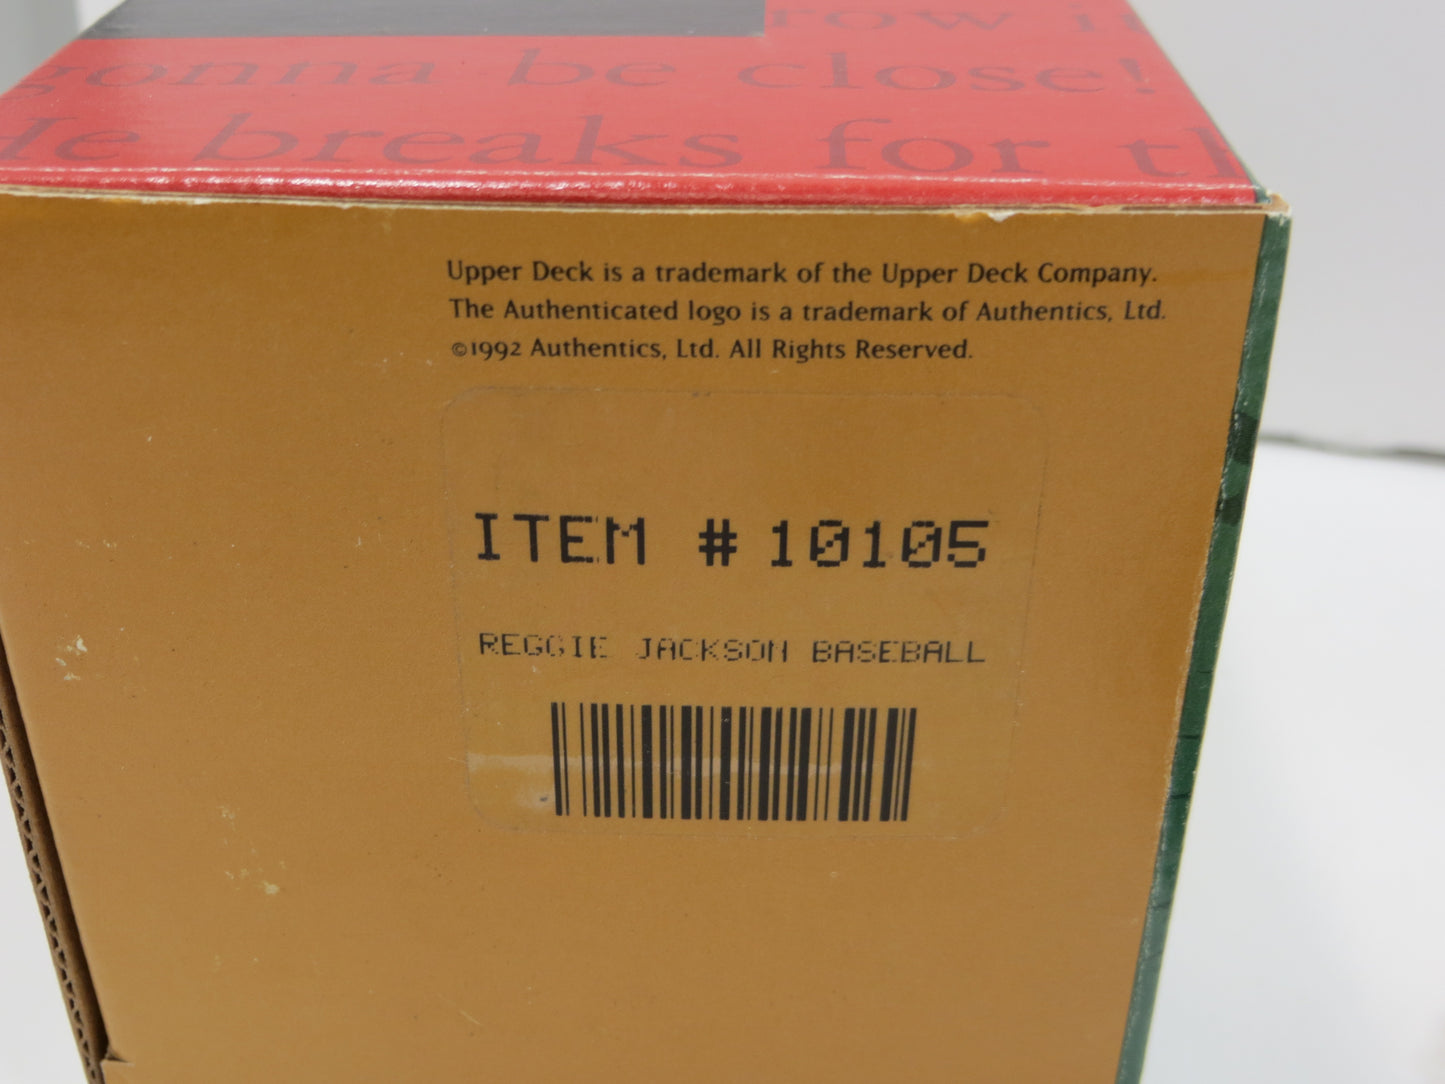 gonna be close!
breaks for
Upper Deck is a trademark of the Upper Deck Company.
The Authenticated logo is a trademark of Authentics, Ltd.
©1992 Authentics, Ltd. All Rights Reserved.
ITEM # 10105
REGGIE JACKSON BASEBALL